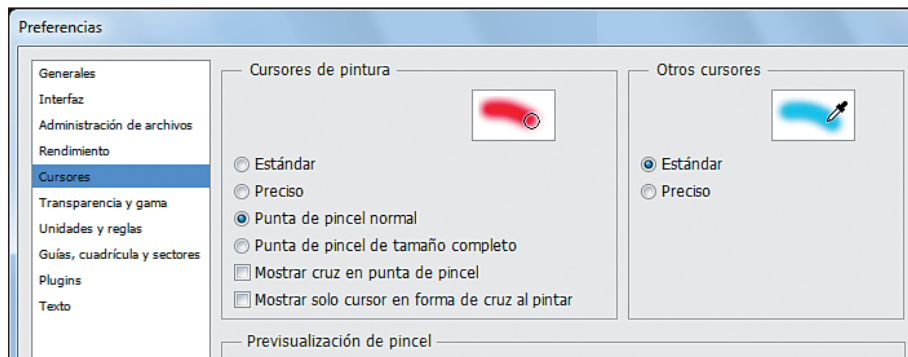 Preferencias
Generales
Interfaz
Administración de archivos
Rendimiento
Cursores
Transparencia y gama
Unidades y reglas
Guías, cuadrícula y sectores
Plugins
Texto
Cursores de pintura
Estándar
Preciso
Punta de pincel normal
Punta de pincel de tamaño completo
Mostrar cruz en punta de pincel
Mostrar solo cursor en forma de cruz al pintar
Otros cursores
Estándar
Preciso
Previsualización de pincel